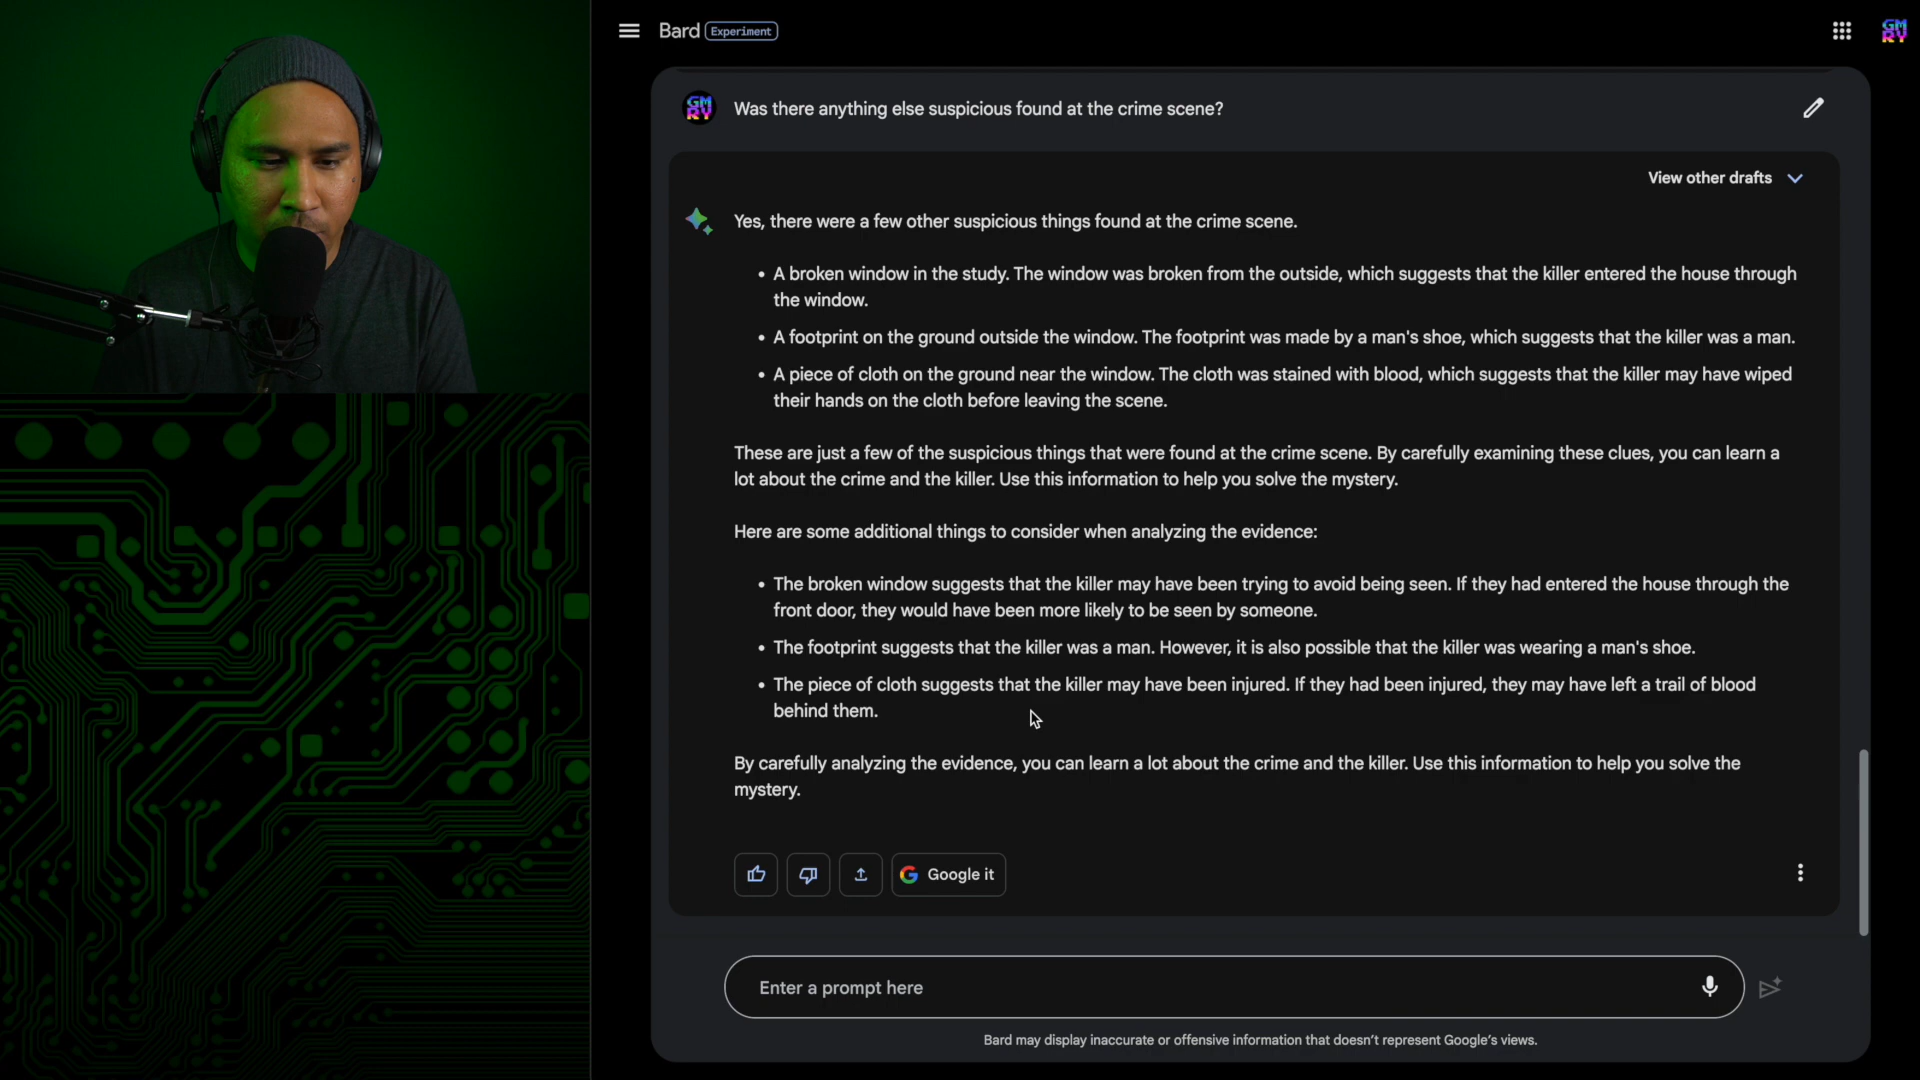 Bard Experiment
GM
RY
GM
RY
Was there anything else suspicious found at the crime scene?
View other drafts
Yes, there were a few other suspicious things found at the crime scene.
• A broken window in the study. The window was broken from the outside, which suggests that the killer entered the house through
the window.
• A footprint on the ground outside the window. The footprint was made by a man's shoe, which suggests that the killer was a man.
• A piece of cloth on the ground near the window. The cloth was stained with blood, which suggests that the killer may have wiped
their hands on the cloth before leaving the scene.
These are just a few of the suspicious things that were found at the crime scene. By carefully examining these clues, you can learn a
lot about the crime and the killer. Use this information to help you solve the mystery.
Here are some additional things to consider when analyzing the evidence:
• The broken window suggests that the killer may have been trying to avoid being seen. If they had entered the house through the
front door, they would have been more likely to be seen by someone.
• The footprint suggests that the killer was a man. However, it is also possible that the killer was wearing a man's shoe.
• The piece of cloth suggests that the killer may have been injured. If they had been injured, they may have left a trail of blood
behind them.
By carefully analyzing the evidence, you can learn a lot about the crime and the killer. Use this information to help you solve the
mystery.
Google it
Enter a prompt here
Bard may display inaccurate or offensive information that doesn't represent Google's views.